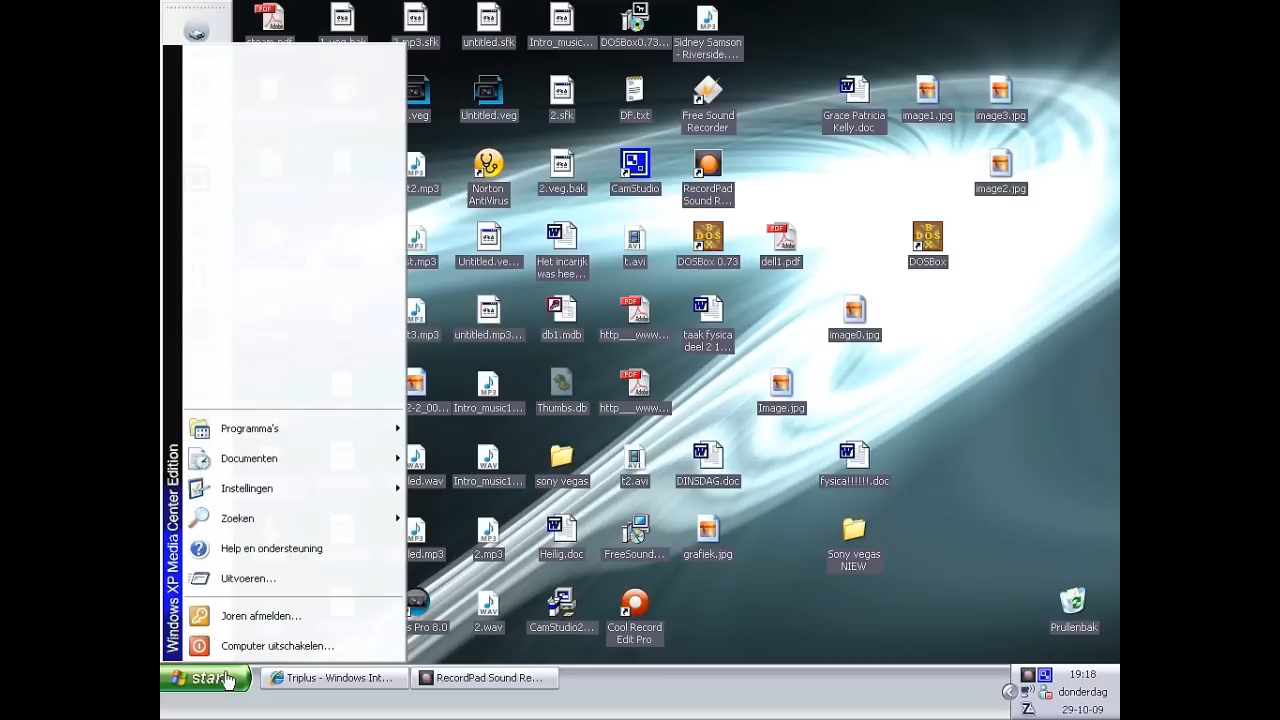 steam.pdf
1.veg.bak
2.mp3.sfk
untitled.sfk
Intro_music...
DOSBox0.73...
Sidney Samson
- Riverside....
.veg
Untitled.veg
2.sfk
DF.txt
Free Sound
Recorder
Grace Patricia
Kelly.doc
image1.jpg
image3.jpg
t2.mp3
Norton
AntiVirus
2.veg.bak
CamStudio
RecordPad
Sound R...
image2.jpg
st.mp3
Untitled.ve...
Het incarijk
was hee...
t.avi
DOSBox 0.73
dell1.pdf
DOSBox
t3.mp3
untitled.mp3...
db1.mdb
http___www...
taak fysica
deel 2 1...
image0.jpg
2-2_00...
Intro_music1...
Thumbs.db
http___www...
Image.jpg
led.wav
Intro_music1...
sony vegas
t2.avi
DINSDAG.doc
fysica!!!!!!.doc
led.mp3
2.mp3
Heilig.doc
FreeSound...
grafiek.jpg
Sony vegas
NIEW
s Pro 8.0
2.wav
CamStudio2...
Cool Record
Edit Pro
Prullenbak
Windows XP Media Center Edition
Programma's
Documenten
Instellingen
Zoeken
Help en ondersteuning
Uitvoeren...
Joren afmelden...
Computer uitschakelen...
start
Triplus - Windows Int...
RecordPad Sound Re...
19:18
donderdag
29-10-09